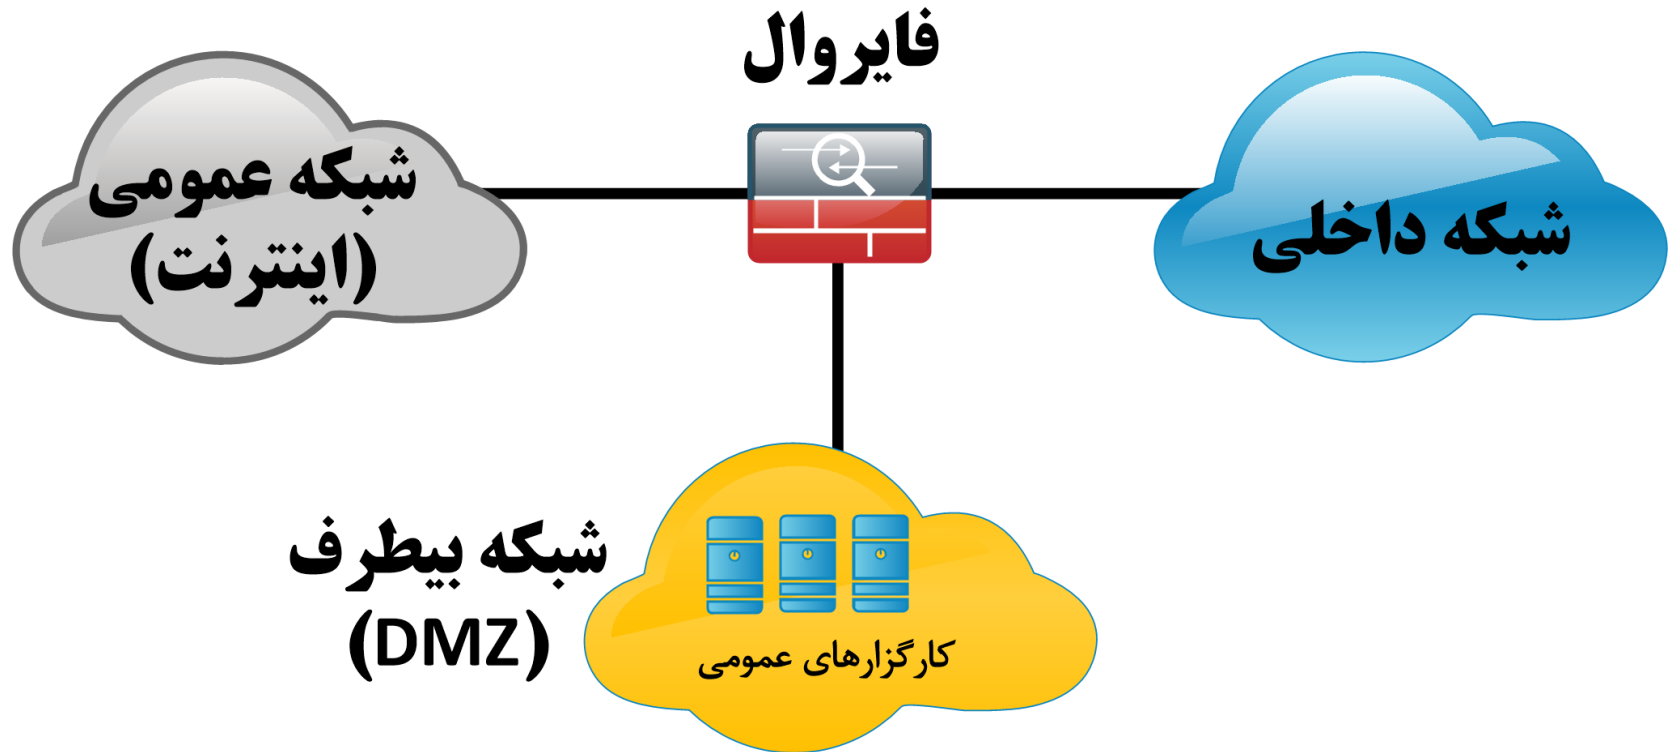 فایروال
شبکه عمومی
(اینترنت)
شبکه داخلی
شبکه بیطرف
(DMZ)
کارگزارهای عمومی